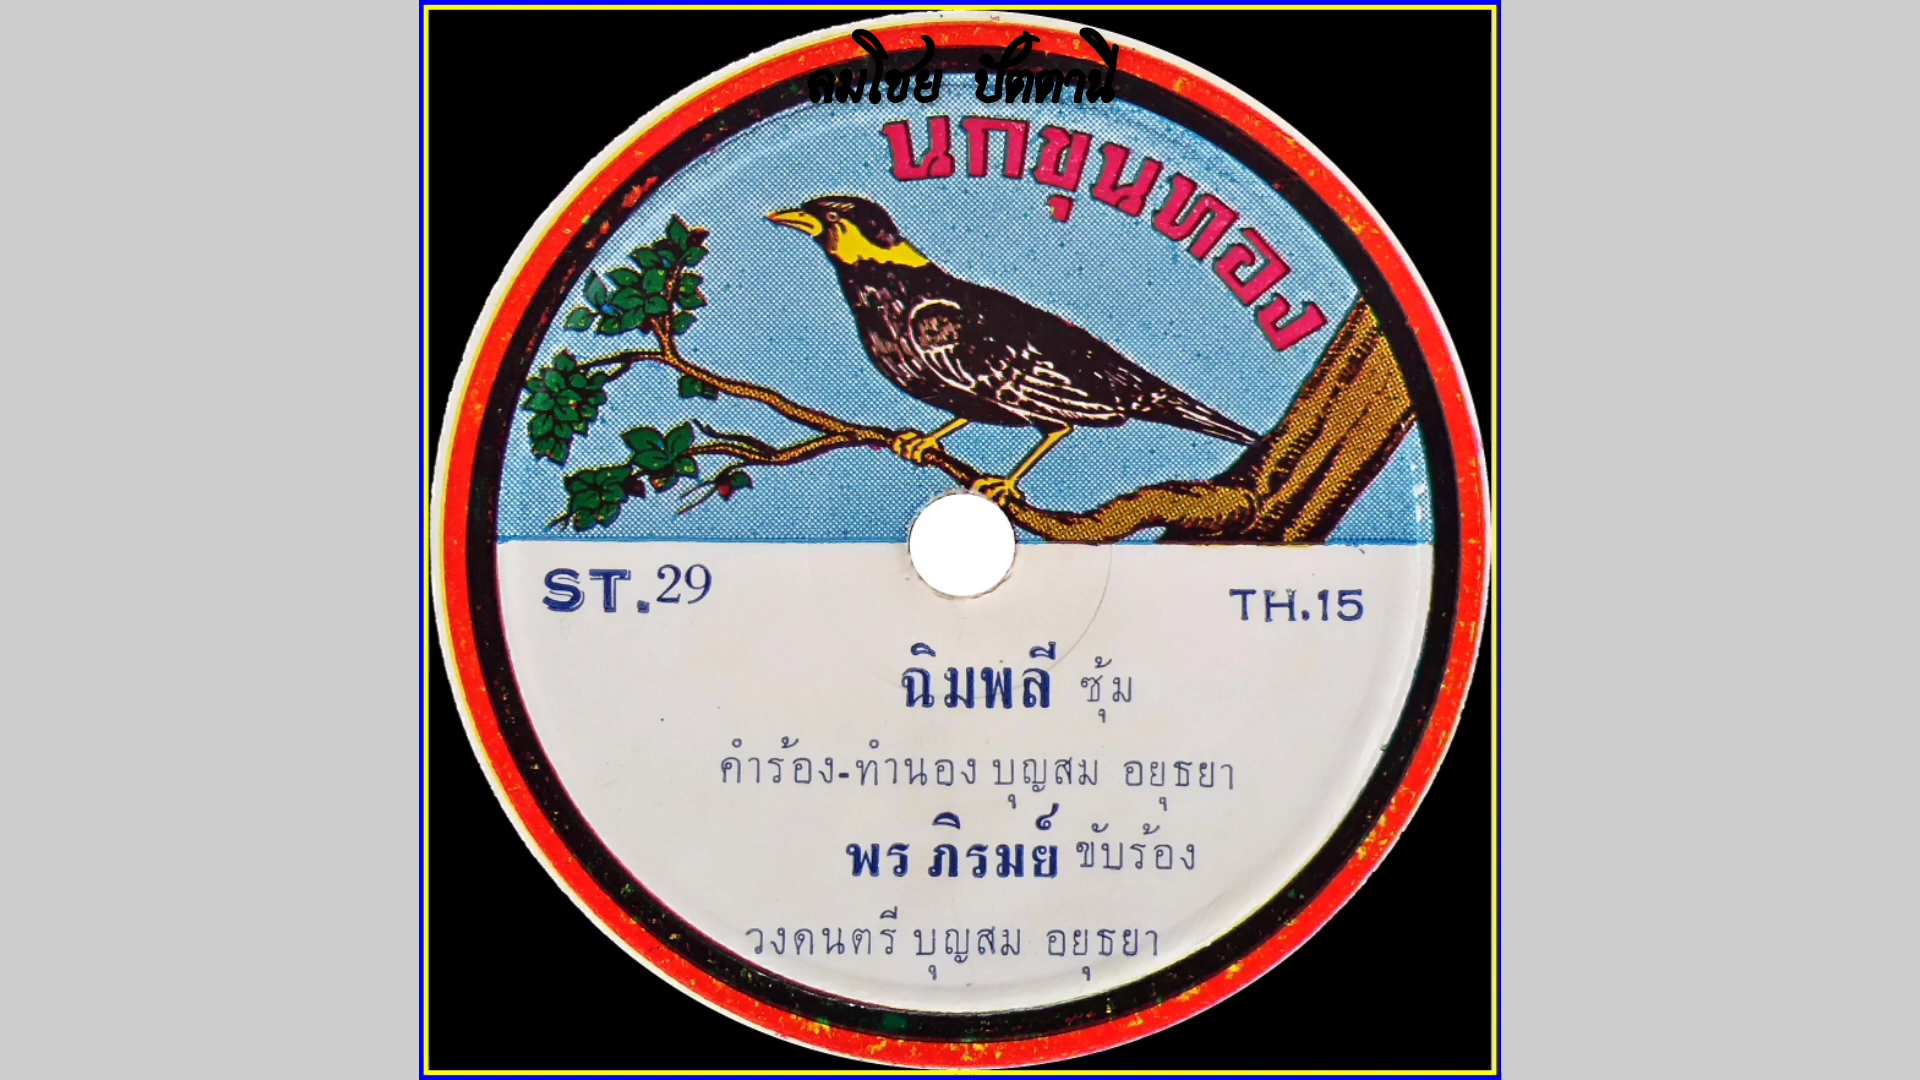 ลมโชย ปัตตานี
นกขุนทอง
ST.29
TH.15
ฉิมพลี ซุ้ม
คำร้อง-ทำนอง บุญสม อยุธยา
พร ภิรมย์ ขับร้อง
วงดนตรี บุญสม อยุธยา